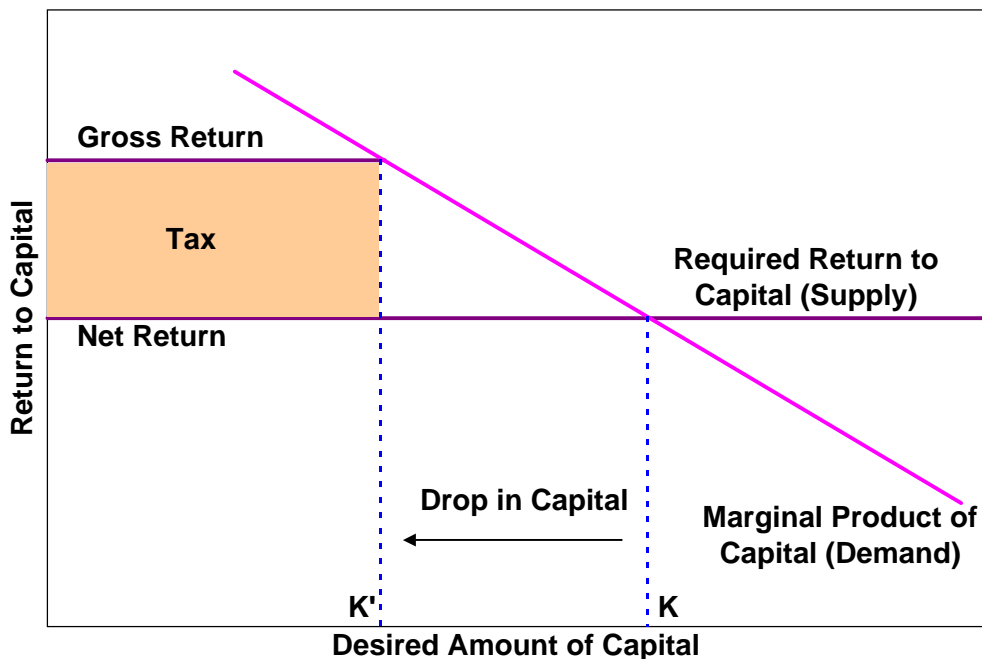 Gross Return
Tax
Required Return to
Capital (Supply)
Net Return
Return to Capital
Drop in Capital
Marginal Product of
Capital (Demand)
K'
K
Desired Amount of Capital